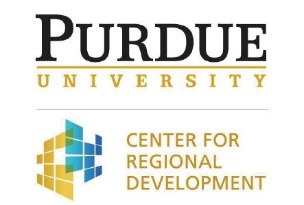 PURDUE
UNIVERSITY
CENTER FOR
REGIONAL
DEVELOPMENT